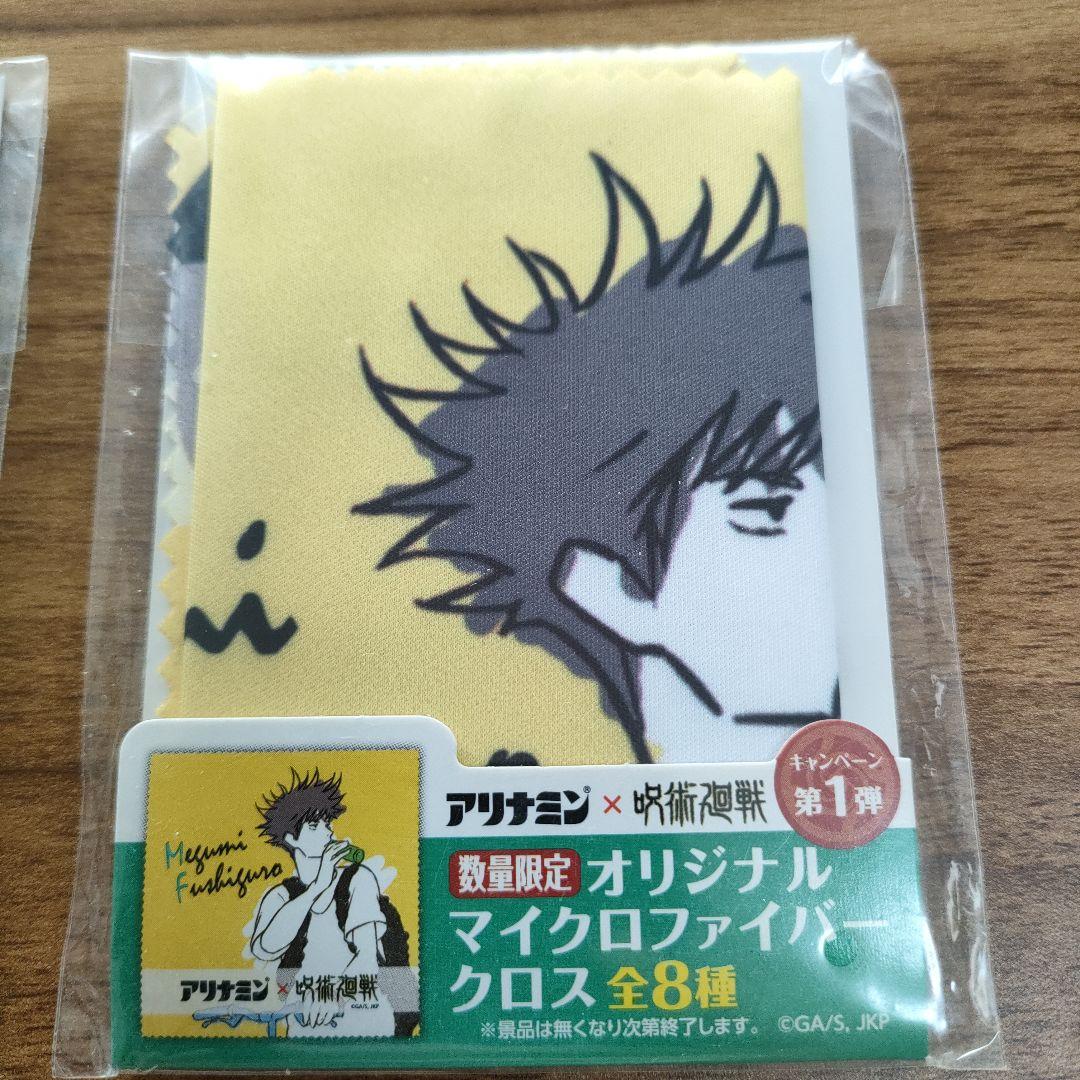 アリナミン® × 呪術廻戦
キャンペーン
第1弾
数量限定 オリジナル
マイクロファイバー
クロス 全8種
※景品は無くなり次第終了します。 ©GA/S, JKP
Megumi
Fushiguro
アリナミン × 呪術廻戦
©GA/S, JKP